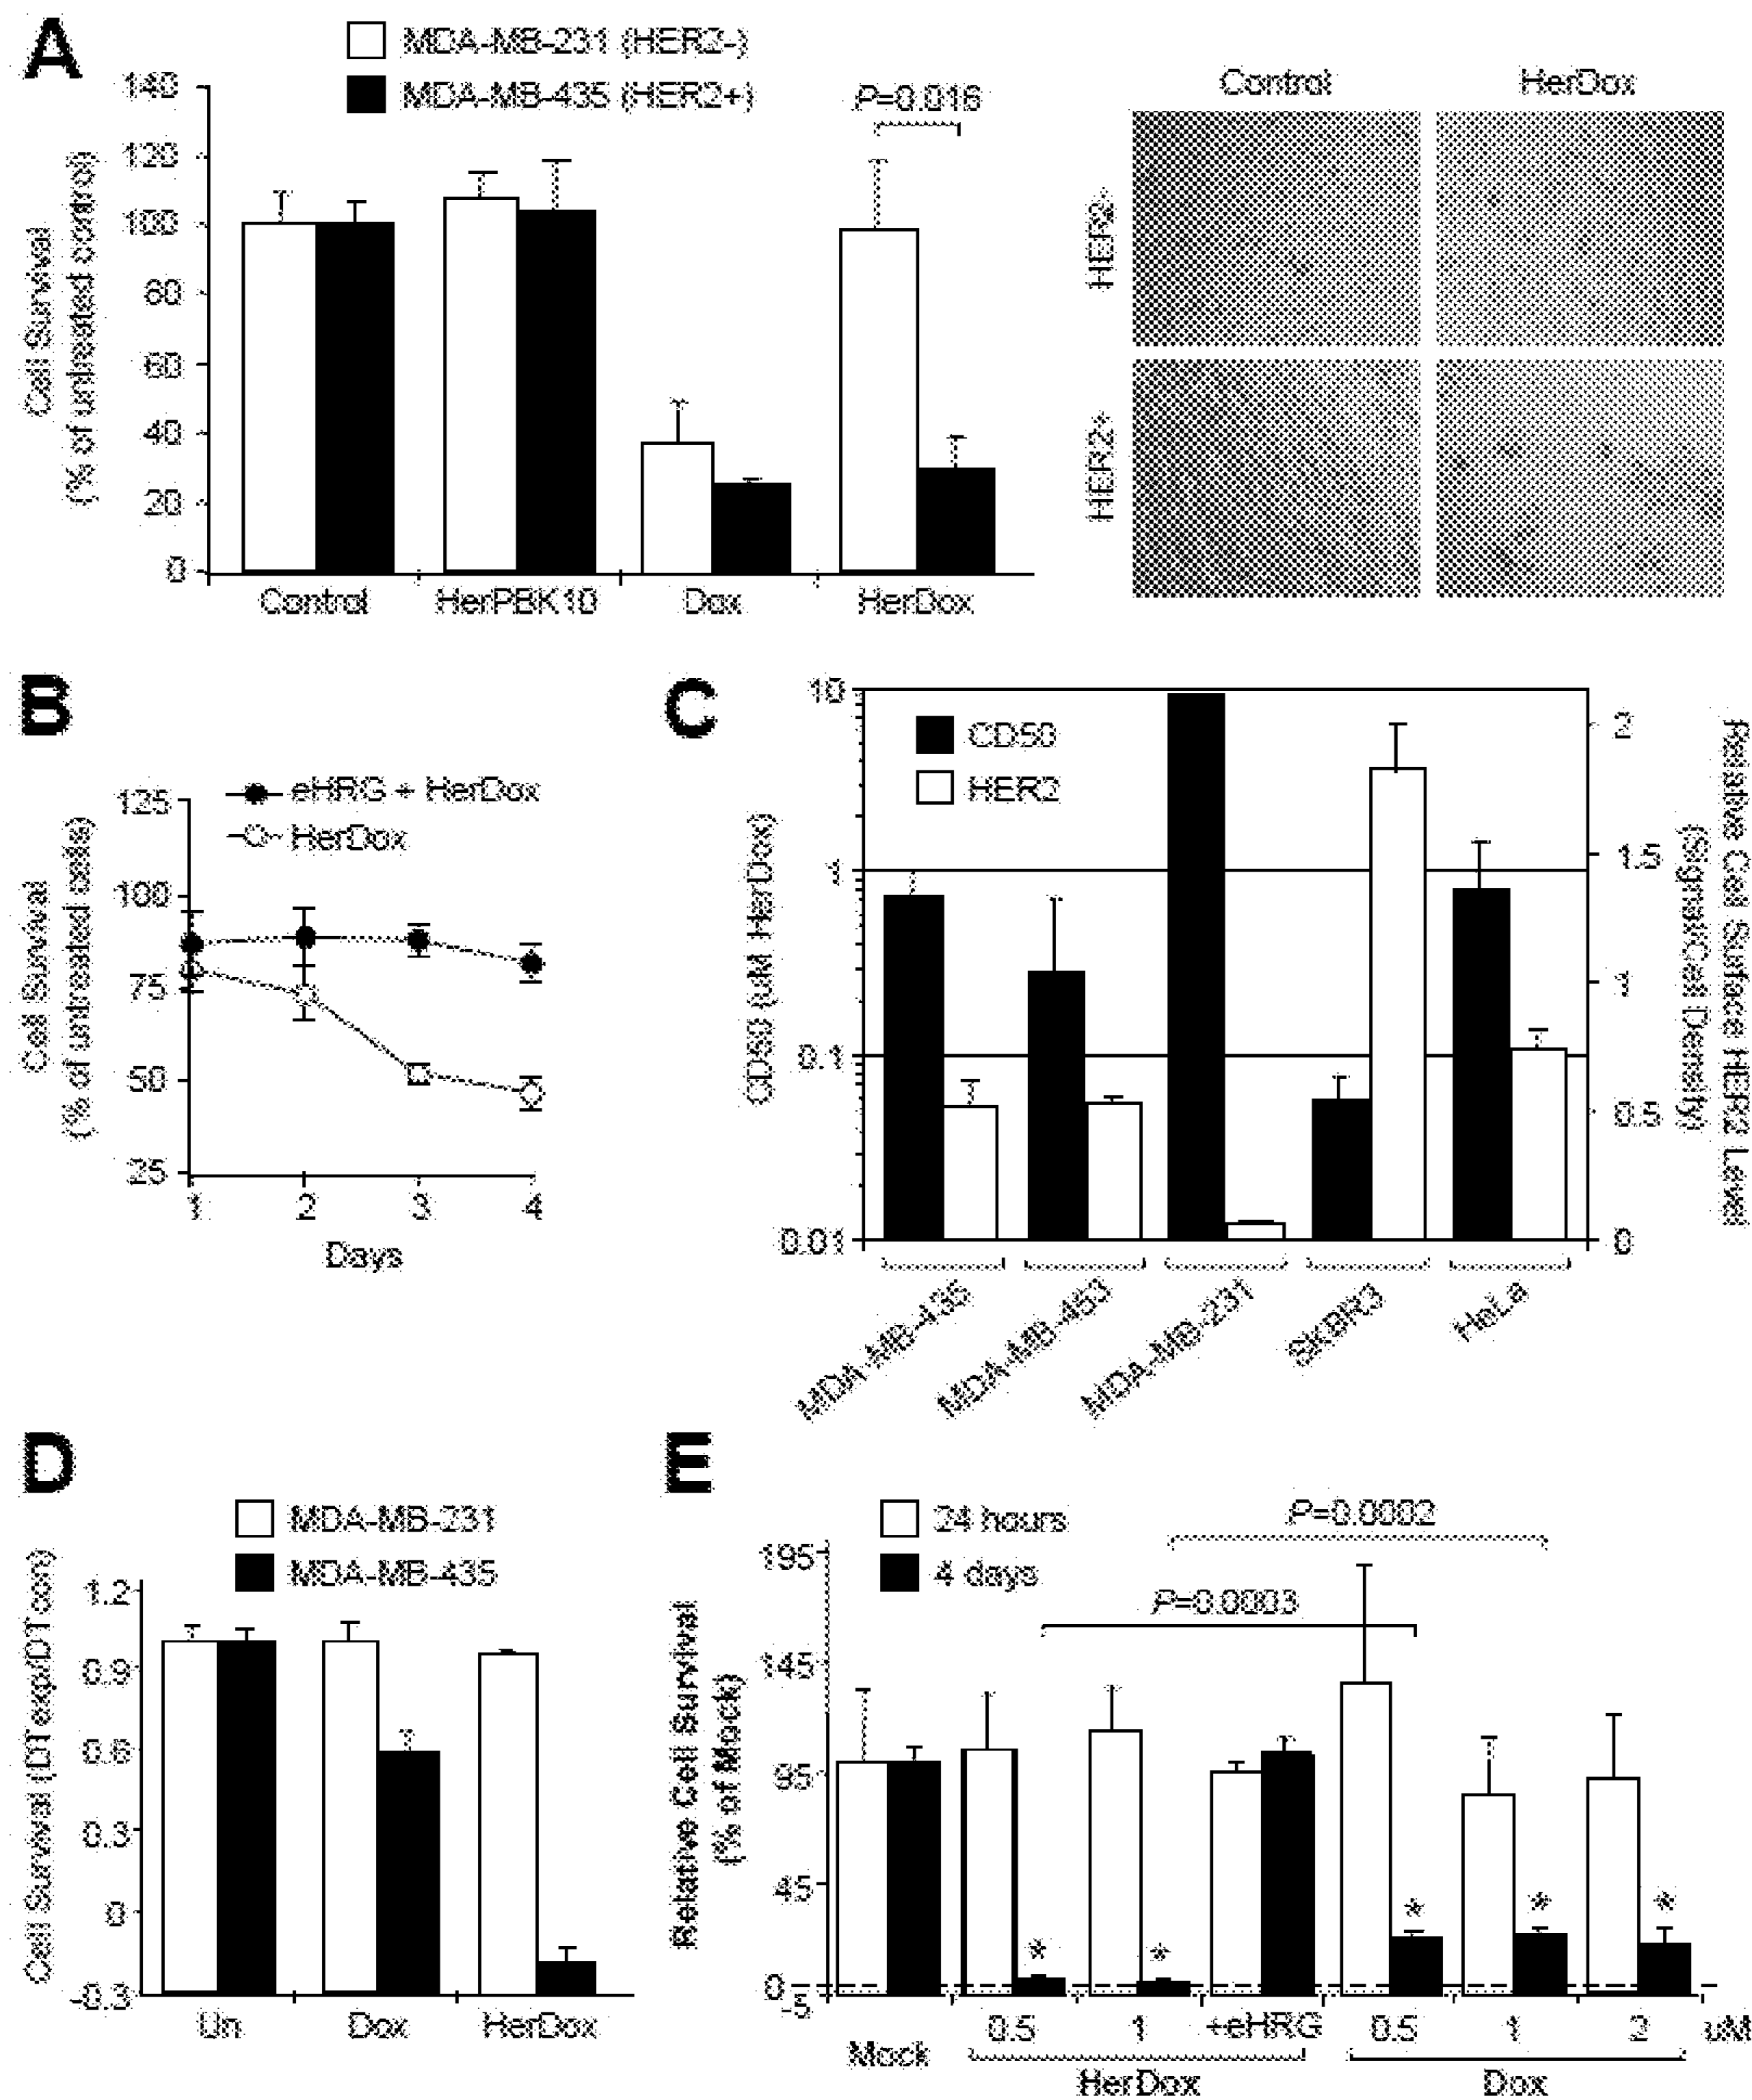 A
MDA-MB-231 (HER2-)
MDA-MB-435 (HER2+)
P=0.016
Cell Survival
(% of untreated control)
140
120
100
80
60
40
20
0
Control
HerPBK10
Dox
HerDox
Control
HerDox
HER2-
HER2+
B
eHRG + HerDox
HerDox
Cell Survival
(% of untreated cells)
125
100
75
50
25
1
2
3
4
Days
C
CD50
HER2
CD50 (uM HerDox)
10
1
0.1
0.01
2
1.5
1
0.5
0
Relative Cell Surface HER2 Level
(Signal/Cell Density)
MDA-MB-435
MDA-MB-453
MDA-MB-231
SKBR3
HeLa
D
MDA-MB-231
MDA-MB-435
Cell Survival (DTexp/DTcon)
1.2
0.9
0.6
0.3
0
-0.3
Un
Dox
HerDox
E
24 hours
4 days
P=0.0002
P=0.0003
Relative Cell Survival
(% of Mock)
195
145
95
45
0
-5
*
*
*
*
*
Mock
0.5
1
+eHRG
0.5
1
2
uM
HerDox
Dox